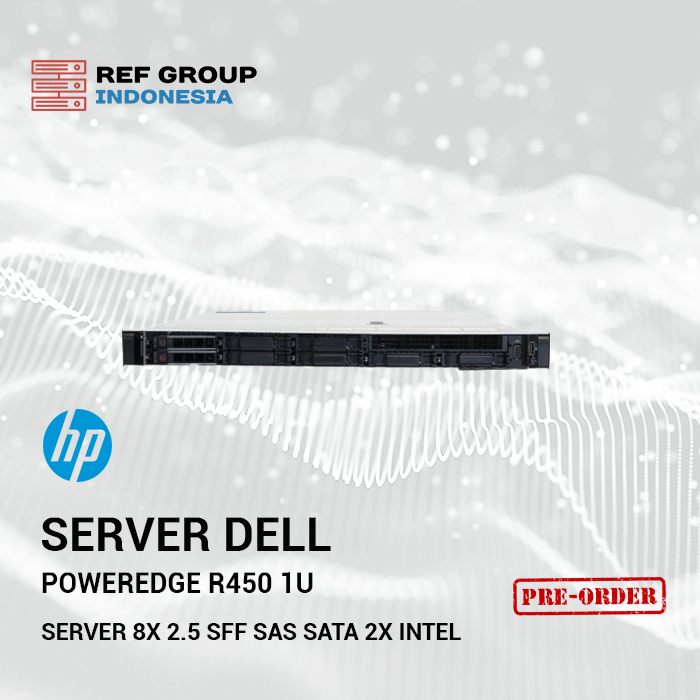 REF GROUP
INDONESIA
hp
SERVER DELL
POWEREDGE R450 1U
PRE-ORDER
SERVER 8X 2.5 SFF SAS SATA 2X INTEL